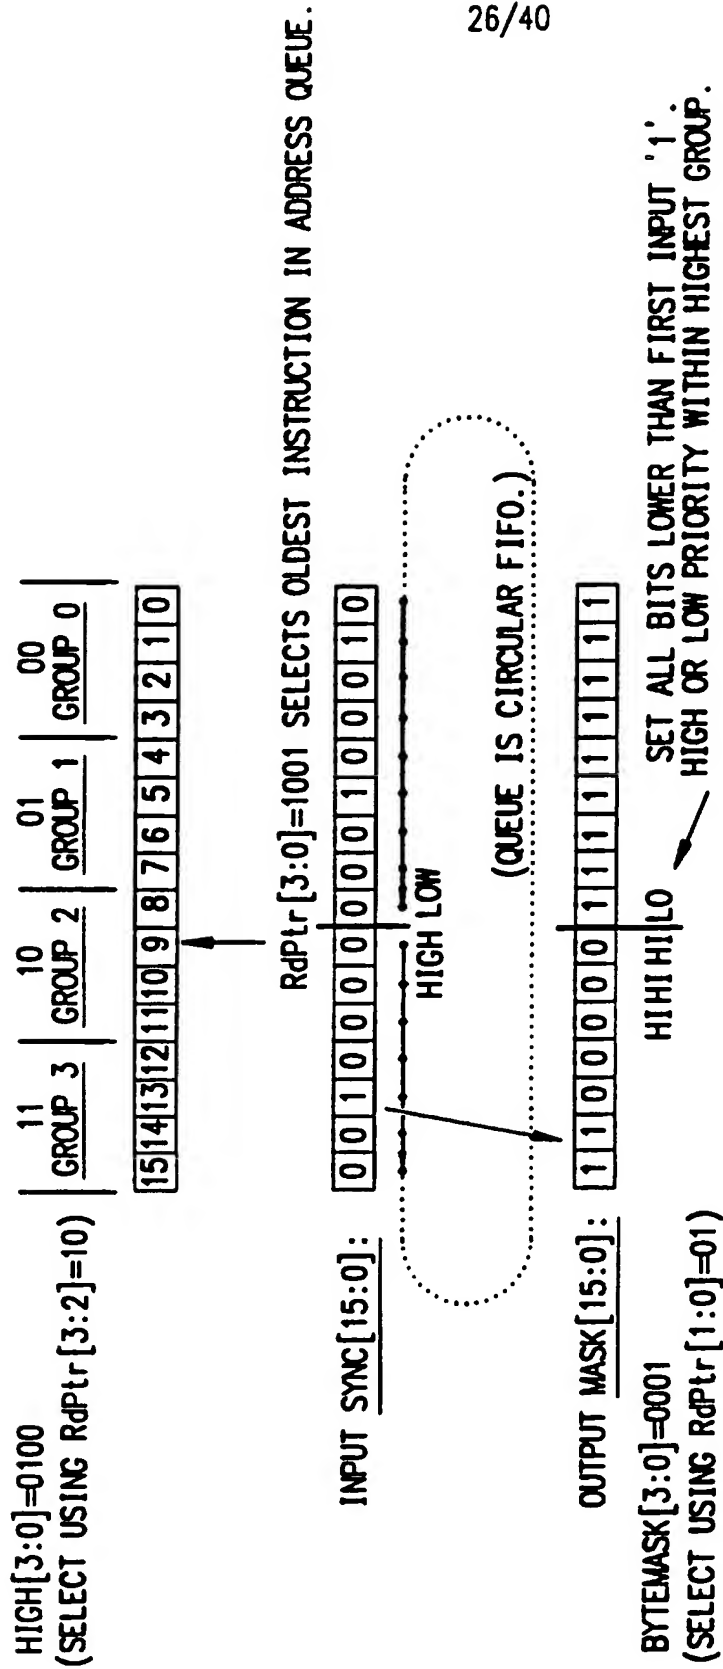 26/40
HIGH[3:0]=0100
(SELECT USING RdPtr[3:2]=10)
11 10 01 00
GROUP 3 GROUP 2 GROUP 1 GROUP 0
15 14 13 12 11 10 9 8 7 6 5 4 3 2 1 0
RdPtr[3:0]=1001 SELECTS OLDEST INSTRUCTION IN ADDRESS QUEUE.
INPUT SYNC[15:0]: 0 0 1 0 0 0 0 0 0 0 1 0 0 0 1 0
HIGH LOW
(QUEUE IS CIRCULAR FIFO.)
OUTPUT MASK[15:0]: 1 1 0 0 0 0 0 1 1 1 1 1 1 1 1 1
BYTEMASK[3:0]=0001
(SELECT USING RdPtr[1:0]=01)
HI HI HI LO
SET ALL BITS LOWER THAN FIRST INPUT '1'.
HIGH OR LOW PRIORITY WITHIN HIGHEST GROUP.